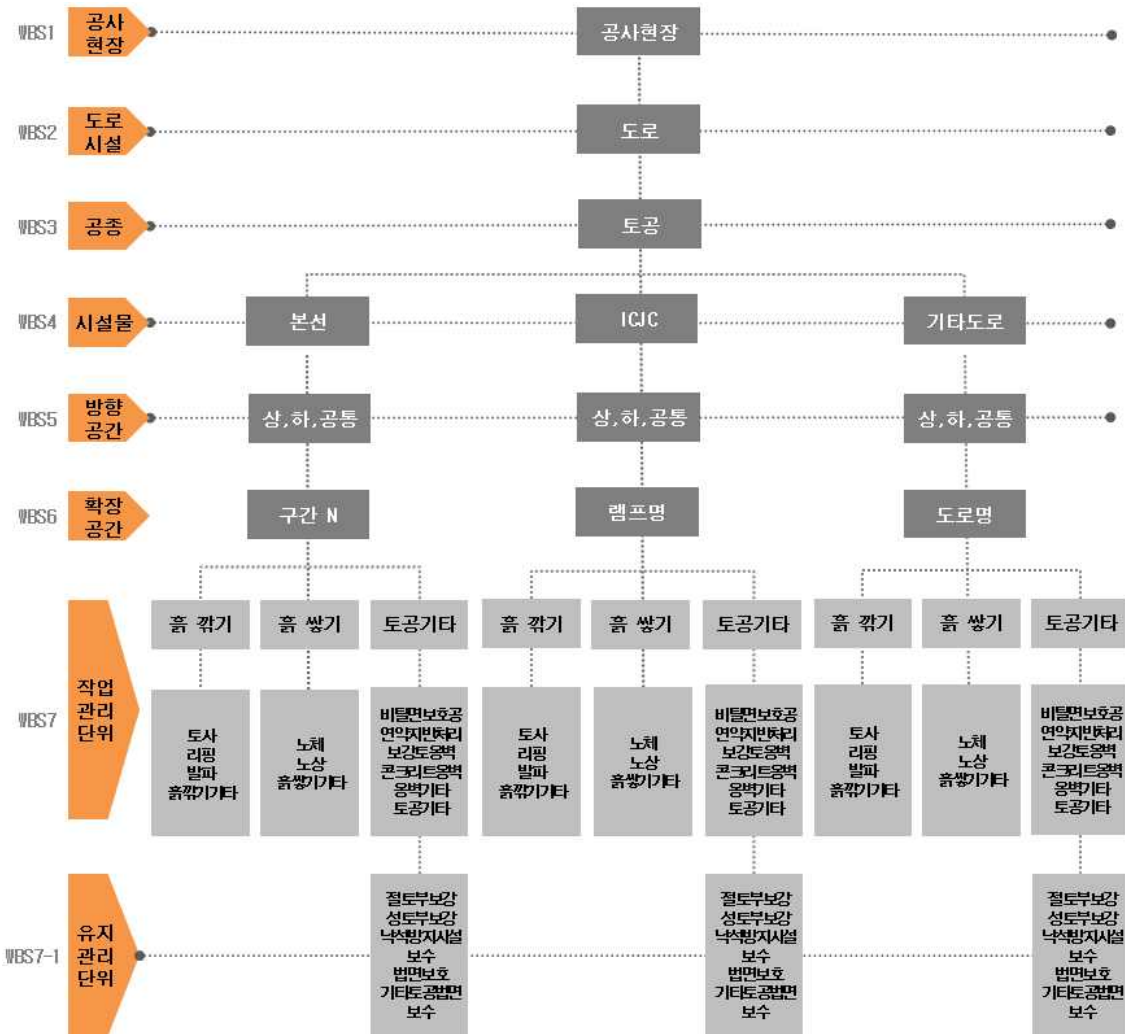 WBS1
공사
현장
공사현장
WBS2
도로
시설
도로
WBS3
공종
토공
WBS4
시설물
본선
ICJC
기타도로
WBS5
방향
공간
상,하,공통
상,하,공통
상,하,공통
WBS6
확장
공간
구간 N
램프명
도로명
WBS7
작업
관리
단위
흙 깎기
흙 쌓기
토공기타
흙 깎기
흙 쌓기
토공기타
흙 깎기
흙 쌓기
토공기타
토사
리핑
발파
흙깎기기타
노체
노상
흙쌓기기타
비탈면보호공
연약지반처리
보강토옹벽
콘크리트옹벽
옹벽기타
토공기타
토사
리핑
발파
흙깎기기타
노체
노상
흙쌓기기타
비탈면보호공
연약지반처리
보강토옹벽
콘크리트옹벽
옹벽기타
토공기타
토사
리핑
발파
흙깎기기타
노체
노상
흙쌓기기타
비탈면보호공
연약지반처리
보강토옹벽
콘크리트옹벽
옹벽기타
토공기타
WBS7-1
유지
관리
단위
절토부보강
성토부보강
낙석방지시설
보수
법면보호
기타토공법면
보수
절토부보강
성토부보강
낙석방지시설
보수
법면보호
기타토공법면
보수
절토부보강
성토부보강
낙석방지시설
보수
법면보호
기타토공법면
보수